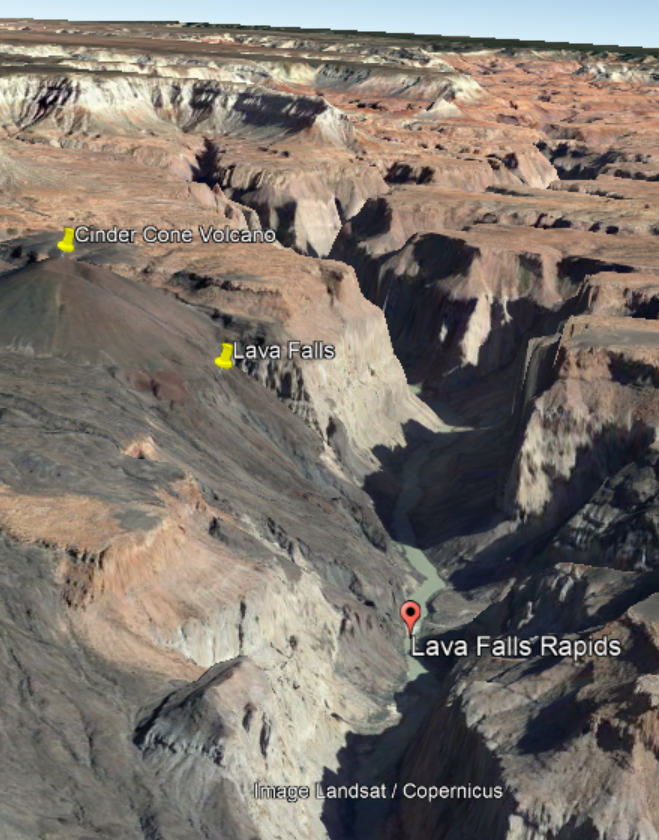 Cinder Cone Volcano
Lava Falls
Lava Falls Rapids
Image Landsat / Copernicus